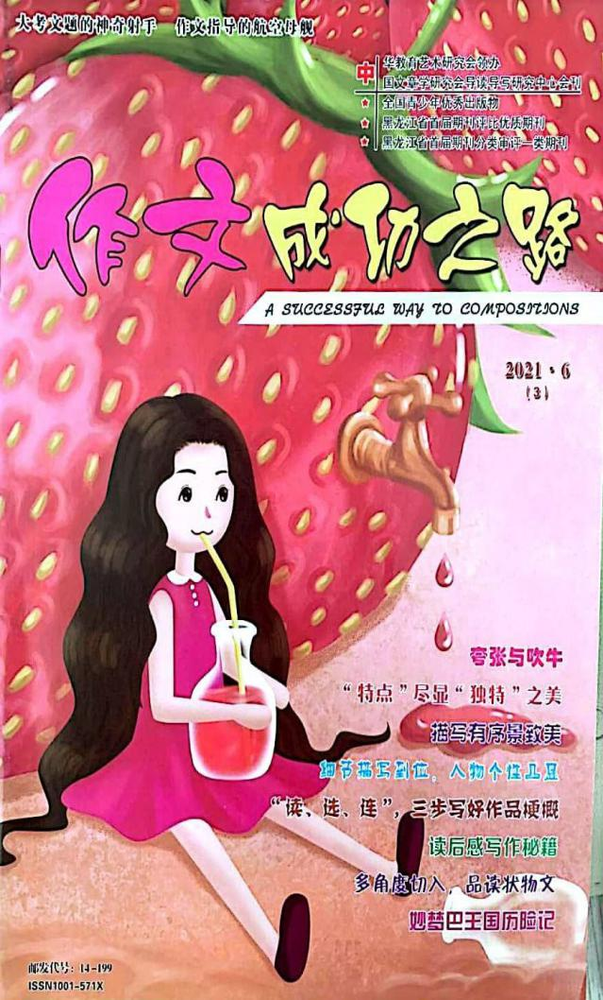 大考文题的神奇射手 作文指导的航空母舰
中
华教育艺术研究会领办
国文章学研究会导读导写研究中心会刊
★ 全国青少年优秀出版物
★ 黑龙江省首届期刊评比优质期刊
★ 黑龙江省首届期刊分类审评一类期刊
作文成功之路
A SUCCESSFUL WAY TO COMPOSITIONS
2021·6
(3)
夸张与吹牛
“特点”尽显“独特”之美
描写有序景致美
细节描写到位，人物个性凸显
“读、选、连”，三步写好作品梗概
读后感写作秘籍
多角度切入，品读状物文
妙梦巴王国历险记
邮发代号：14-199
ISSN1001-571X